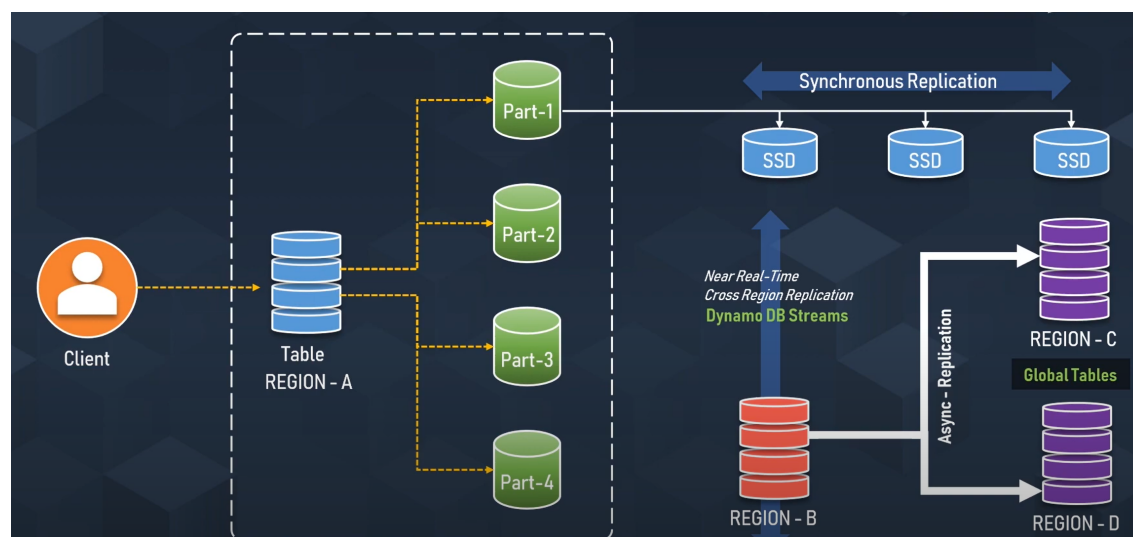 Client
Table
REGION - A
Part-1
Part-2
Part-3
Part-4
Synchronous Replication
SSD
SSD
SSD
Near Real-Time
Cross Region Replication
Dynamo DB Streams
REGION - B
Async - Replication
REGION - C
Global Tables
REGION - D